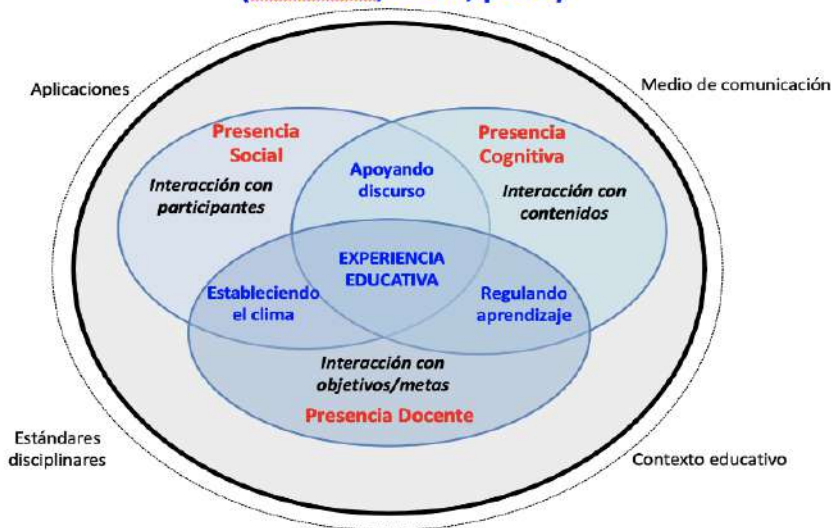 Aplicaciones
Medio de comunicación
Presencia
Social
Presencia
Cognitiva
Interacción con
participantes
Apoyando
discurso
Interacción con
contenidos
EXPERIENCIA
EDUCATIVA
Estableciendo
el clima
Regulando
aprendizaje
Interacción con
objetivos/metas
Presencia Docente
Estándares
disciplinares
Contexto educativo